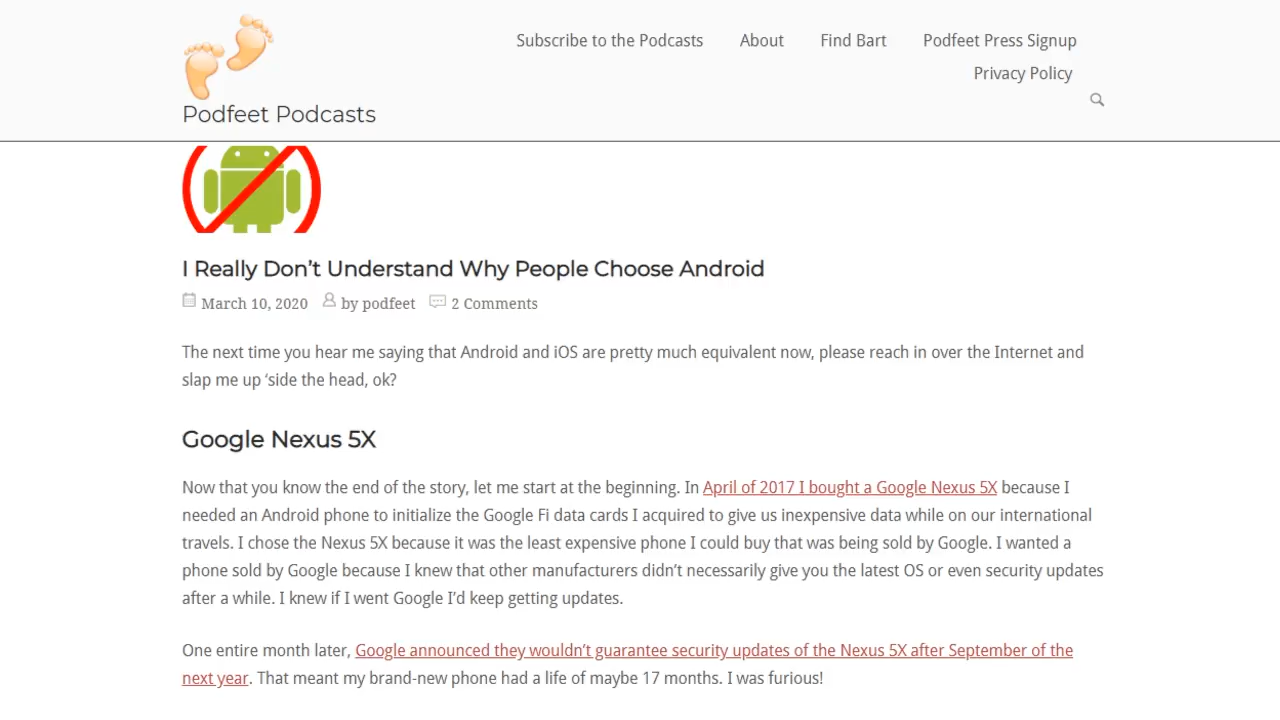 Subscribe to the Podcasts About Find Bart Podfeet Press Signup
Privacy Policy
Podfeet Podcasts
I Really Don’t Understand Why People Choose Android
March 10, 2020 by podfeet 2 Comments
The next time you hear me saying that Android and iOS are pretty much equivalent now, please reach in over the Internet and
slap me up ‘side the head, ok?
Google Nexus 5X
Now that you know the end of the story, let me start at the beginning. In April of 2017 I bought a Google Nexus 5X because I
needed an Android phone to initialize the Google Fi data cards I acquired to give us inexpensive data while on our international
travels. I chose the Nexus 5X because it was the least expensive phone I could buy that was being sold by Google. I wanted a
phone sold by Google because I knew that other manufacturers didn’t necessarily give you the latest OS or even security updates
after a while. I knew if I went Google I’d keep getting updates.
One entire month later, Google announced they wouldn’t guarantee security updates of the Nexus 5X after September of the
next year. That meant my brand-new phone had a life of maybe 17 months. I was furious!